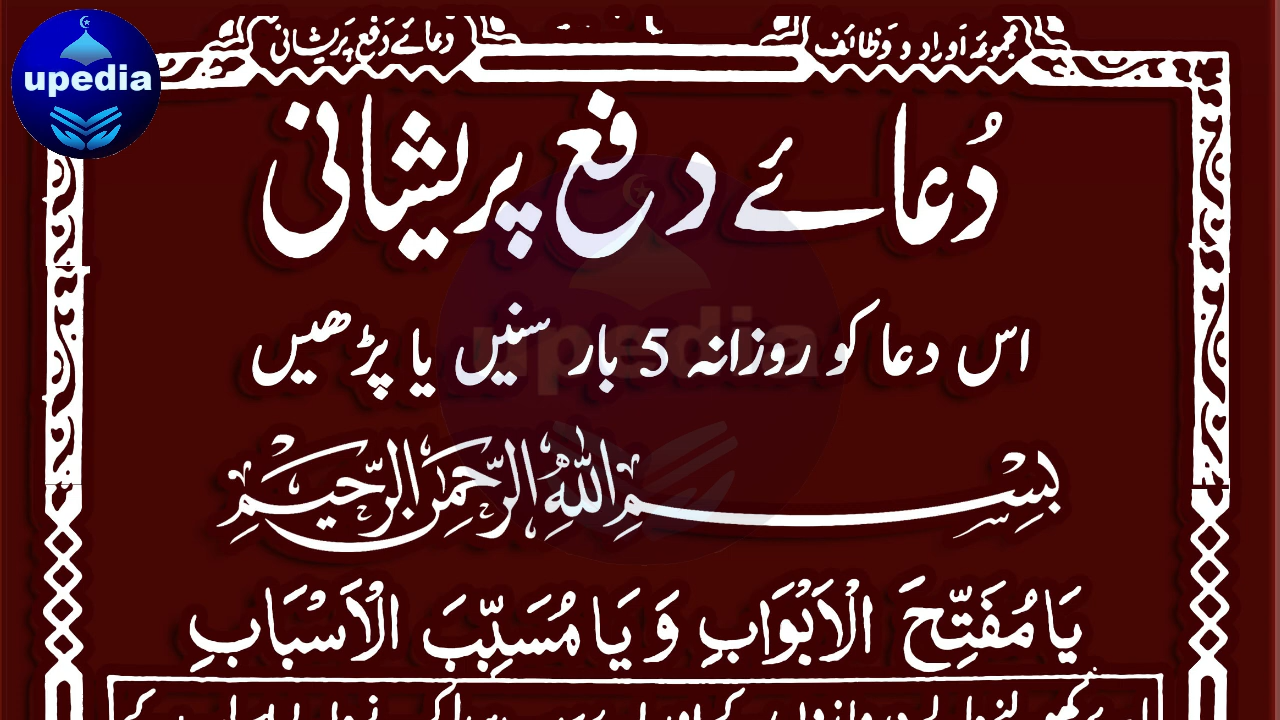 upedia
مجموعہ اوراد و وظائف
دعائے دفع پریشانی
دُعائے دفع پریشانی
اس دعا کو روزانہ 5 بار سنیں یا پڑھیں
upedia
بِسْمِ اللّٰهِ الرَّحْمٰنِ الرَّحِيْمِ
يَا مُفَتِّحَ الْاَبْوَابِ وَ يَا مُسَبِّبَ الْاَسْبَابِ